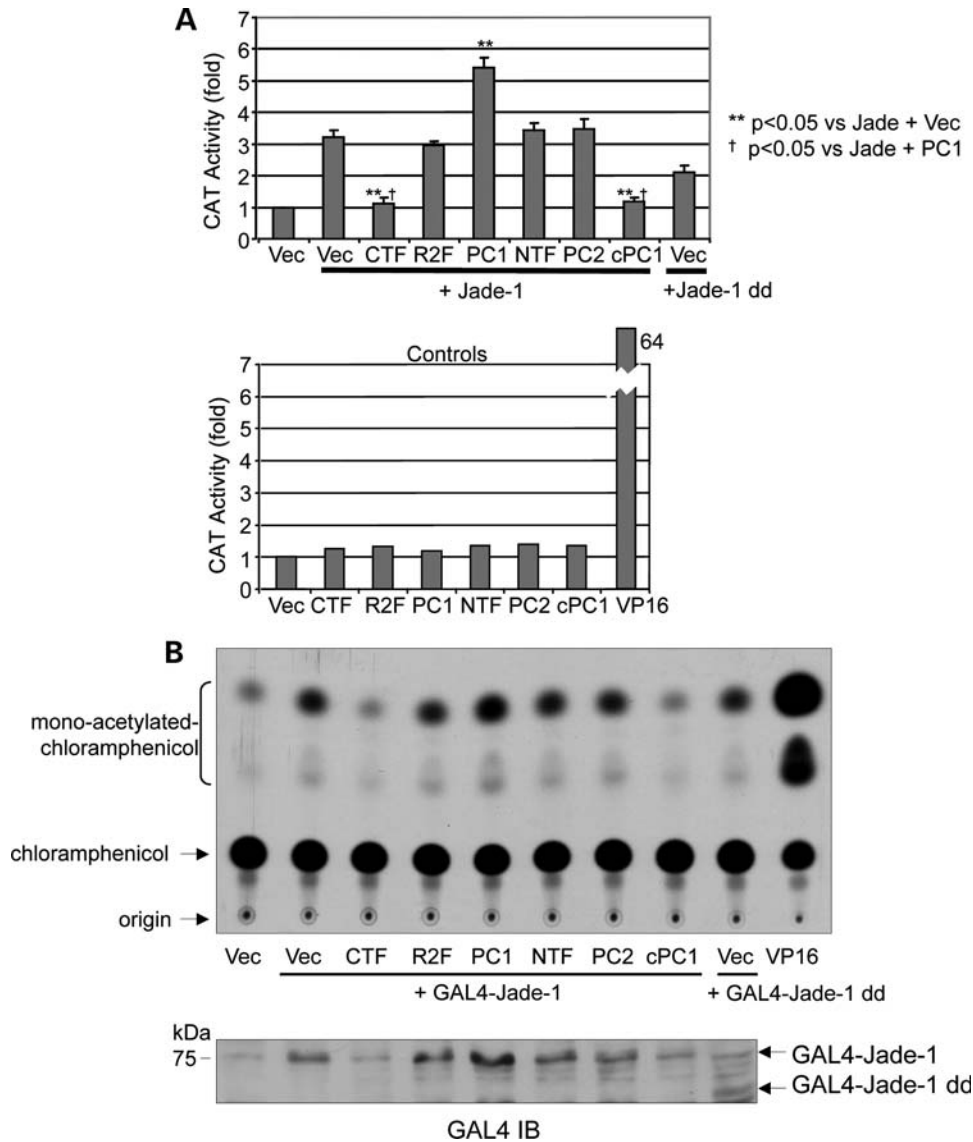 A
CAT Activity (fold)
7
6
5
4
3
2
1
0
**
**,†
**,†
Vec Vec CTF R2F PC1 NTF PC2 cPC1 Vec
+ Jade-1
+Jade-1 dd
** p<0.05 vs Jade + Vec
† p<0.05 vs Jade + PC1
Controls
64
CAT Activity (fold)
7
6
5
4
3
2
1
0
Vec CTF R2F PC1 NTF PC2 cPC1 VP16
B
mono-acetylated-
chloramphenicol
chloramphenicol
origin
Vec Vec CTF R2F PC1 NTF PC2 cPC1 Vec VP16
+ GAL4-Jade-1
+ GAL4-Jade-1 dd
kDa
75
GAL4-Jade-1
GAL4-Jade-1 dd
GAL4 IB